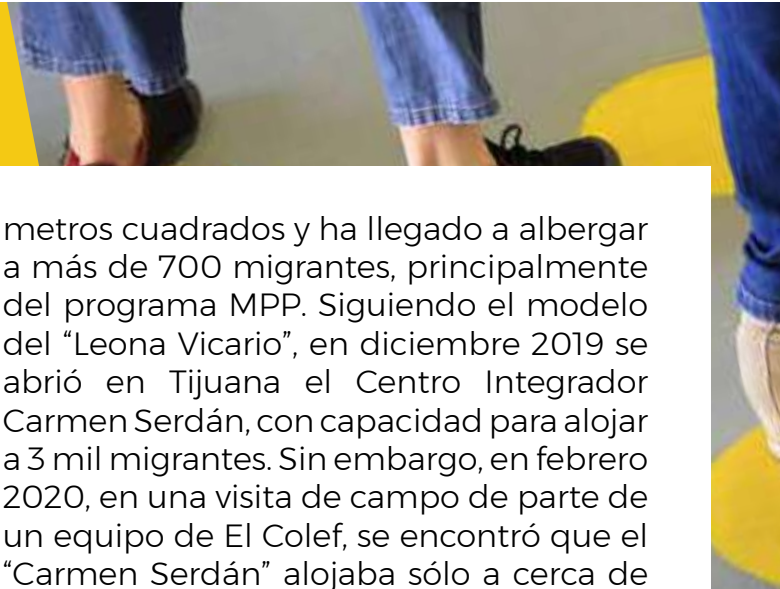 metros cuadrados y ha llegado a albergar
a más de 700 migrantes, principalmente
del programa MPP. Siguiendo el modelo
del “Leona Vicario”, en diciembre 2019 se
abrió en Tijuana el Centro Integrador
Carmen Serdán, con capacidad para alojar
a 3 mil migrantes. Sin embargo, en febrero
2020, en una visita de campo de parte de
un equipo de El Colef, se encontró que el
“Carmen Serdán” alojaba sólo a cerca de